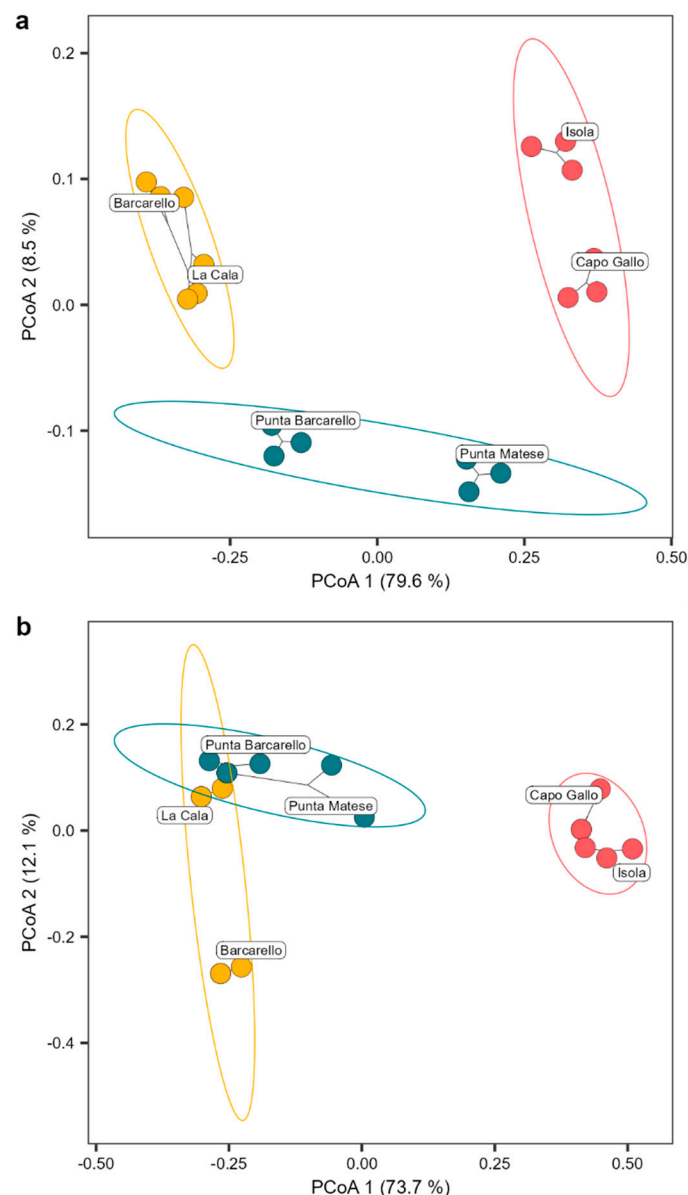 a
0.2
Isola
0.1
Barcarello
Capo Gallo
La Cala
0.0
PCoA 2 (8.5 %)
Punta Barcarello
-0.1
Punta Matese
-0.25
0.00
0.25
0.50
PCoA 1 (79.6 %)
b
0.2
Punta Barcarello
Capo Gallo
Punta Matese
La Cala
0.0
Isola
PCoA 2 (12.1 %)
-0.2
Barcarello
-0.4
-0.50
-0.25
0.00
0.25
0.50
PCoA 1 (73.7 %)